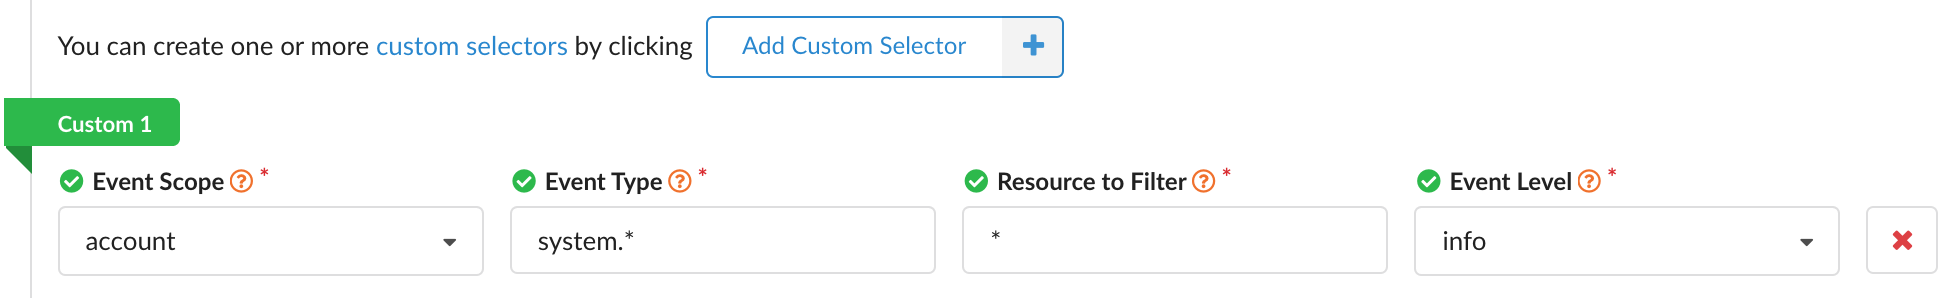 You can create one or more custom selectors by clicking Add Custom Selector +
Custom 1
Event Scope ? * Event Type ? * Resource to Filter ? * Event Level ? *
account system.* * info